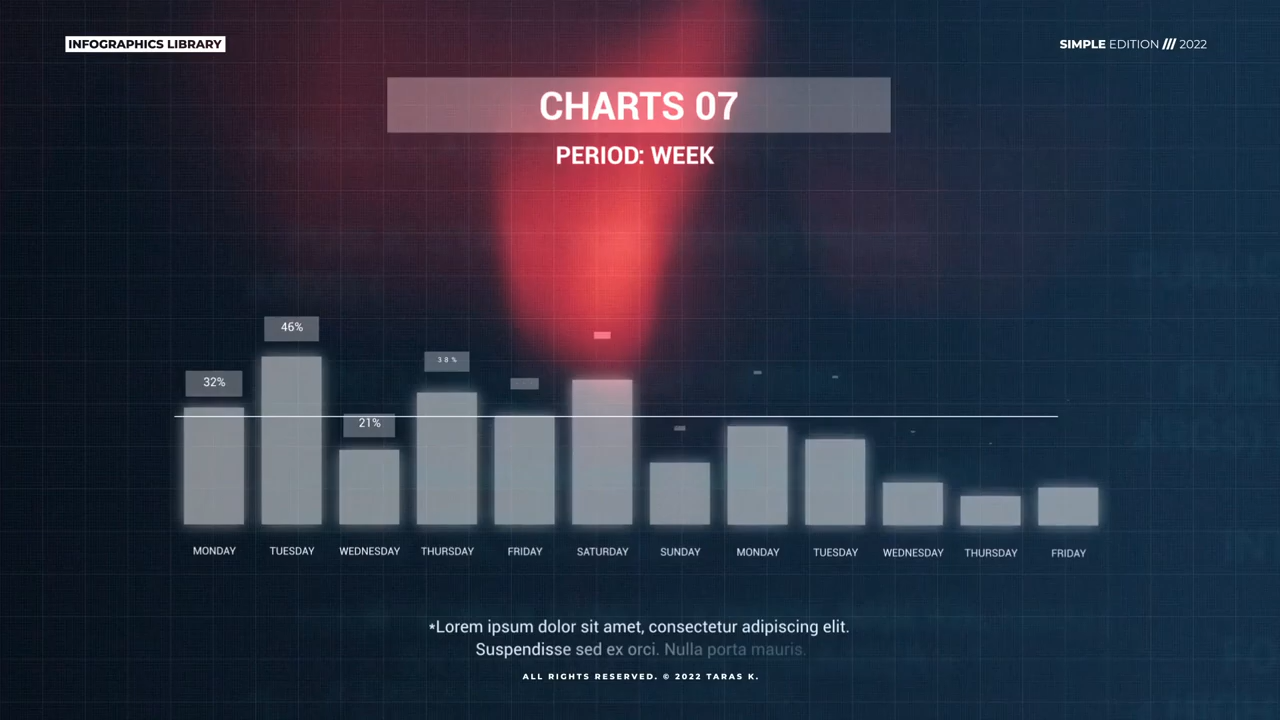 INFOGRAPHICS LIBRARY
SIMPLE EDITION /// 2022
CHARTS 07
PERIOD: WEEK
46%
38%
32%
21%
MONDAY TUESDAY WEDNESDAY THURSDAY FRIDAY SATURDAY SUNDAY MONDAY TUESDAY WEDNESDAY THURSDAY FRIDAY
*Lorem ipsum dolor sit amet, consectetur adipiscing elit.
Suspendisse sed ex orci. Nulla porta mauris.
ALL RIGHTS RESERVED. © 2022 TARAS K.